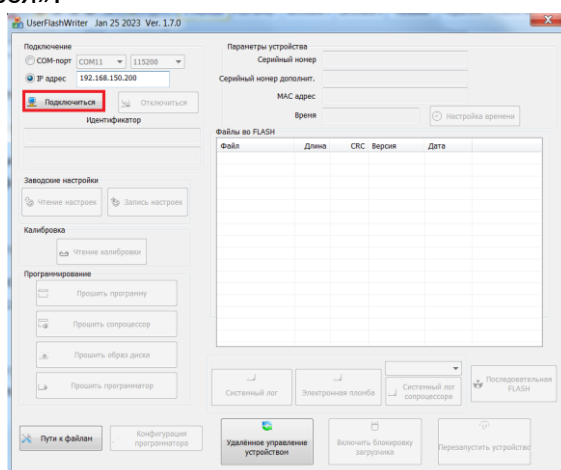 UserFlashWriter Jan 25 2023 Ver. 1.7.0
Подключение
COM-порт COM11 115200
IP адрес 192.168.150.200
Подключиться Отключиться
Идентификатор
Заводские настройки
Чтение настроек Запись настроек
Калибровка
Чтение калибровки
Программирование
Прошить программу
Прошить сопроцессор
Прошить образ диска
Прошить программатор
Пути к файлам
Конфигурация
программатора
Параметры устройства
Серийный номер
Серийный номер дополнит.
MAC адрес
Время Настройка времени
Файлы во FLASH
Файл Длина CRC Версия Дата
Системный лог
Электронная пломба
Системный лог
сопроцессора
Последовательная
FLASH
Удалённое управление
устройством
Включить блокировку
загрузчика
Перезапустить устройство